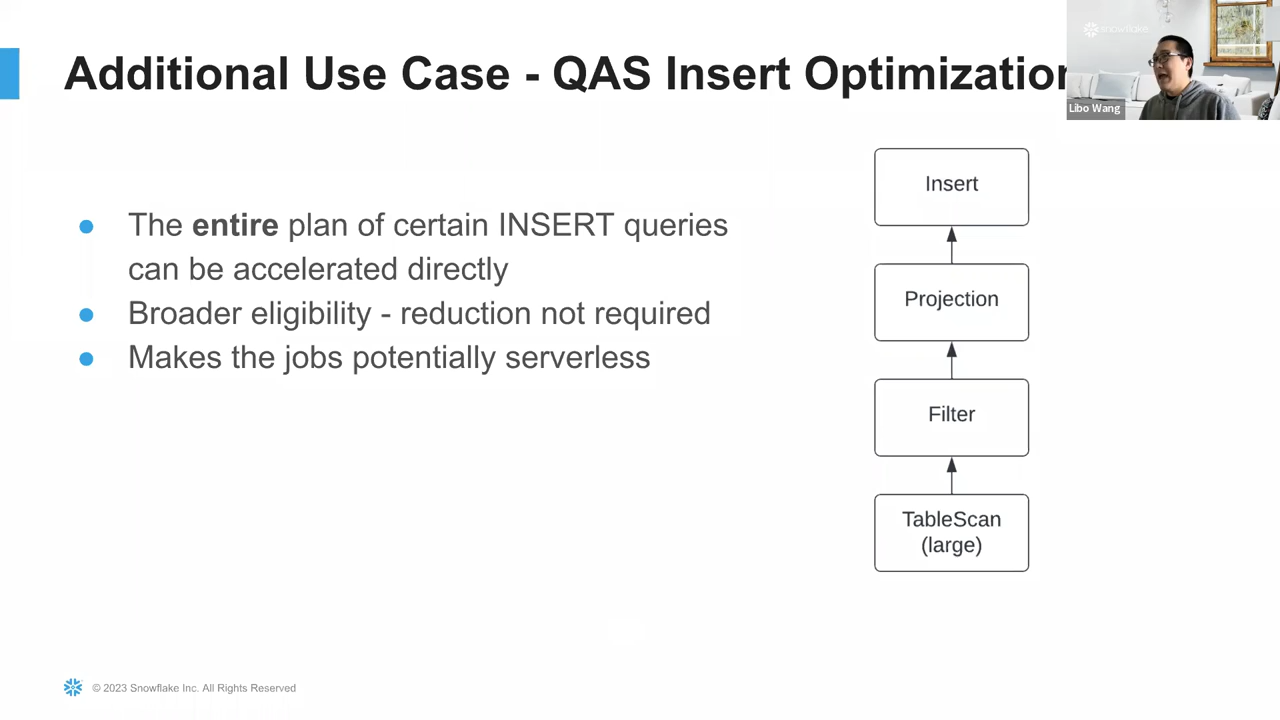 Additional Use Case - QAS Insert Optimization
snowflake
Libo Wang
● The entire plan of certain INSERT queries
can be accelerated directly
● Broader eligibility - reduction not required
● Makes the jobs potentially serverless
Insert
Projection
Filter
TableScan
(large)
© 2023 Snowflake Inc. All Rights Reserved